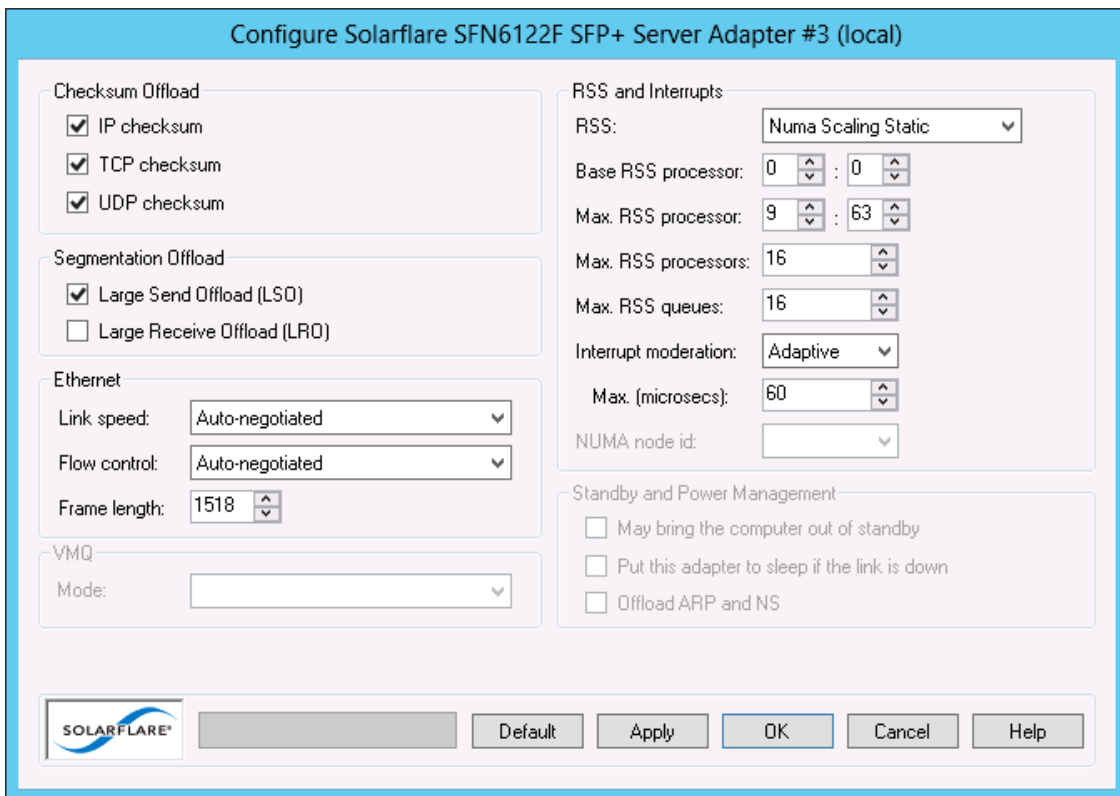 Configure Solarflare SFN6122F SFP+ Server Adapter #3 (local)
Checksum Offload
IP checksum
TCP checksum
UDP checksum
Segmentation Offload
Large Send Offload (LSO)
Large Receive Offload (LRO)
Ethernet
Link speed: Auto-negotiated
Flow control: Auto-negotiated
Frame length: 1518
VMQ
Mode:
RSS and Interrupts
RSS: Numa Scaling Static
Base RSS processor: 0 : 0
Max. RSS processor: 9 : 63
Max. RSS processors: 16
Max. RSS queues: 16
Interrupt moderation: Adaptive
Max. (microsecs): 60
NUMA node id:
Standby and Power Management
May bring the computer out of standby
Put this adapter to sleep if the link is down
Offload ARP and NS
SOLARFLARE® Default Apply OK Cancel Help